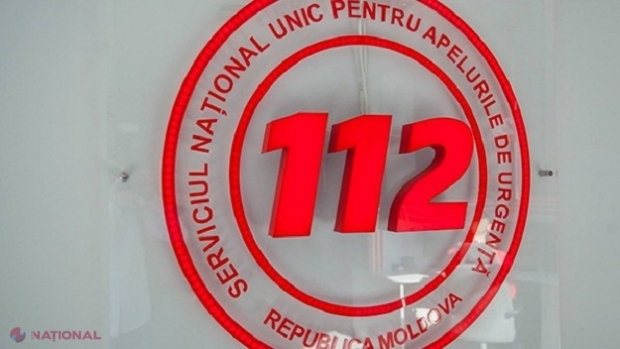 SERVICIUL NAȚIONAL UNIC PENTRU APELURILE DE URGENȚĂ
112
REPUBLICA MOLDOVA
NAȚIONAL